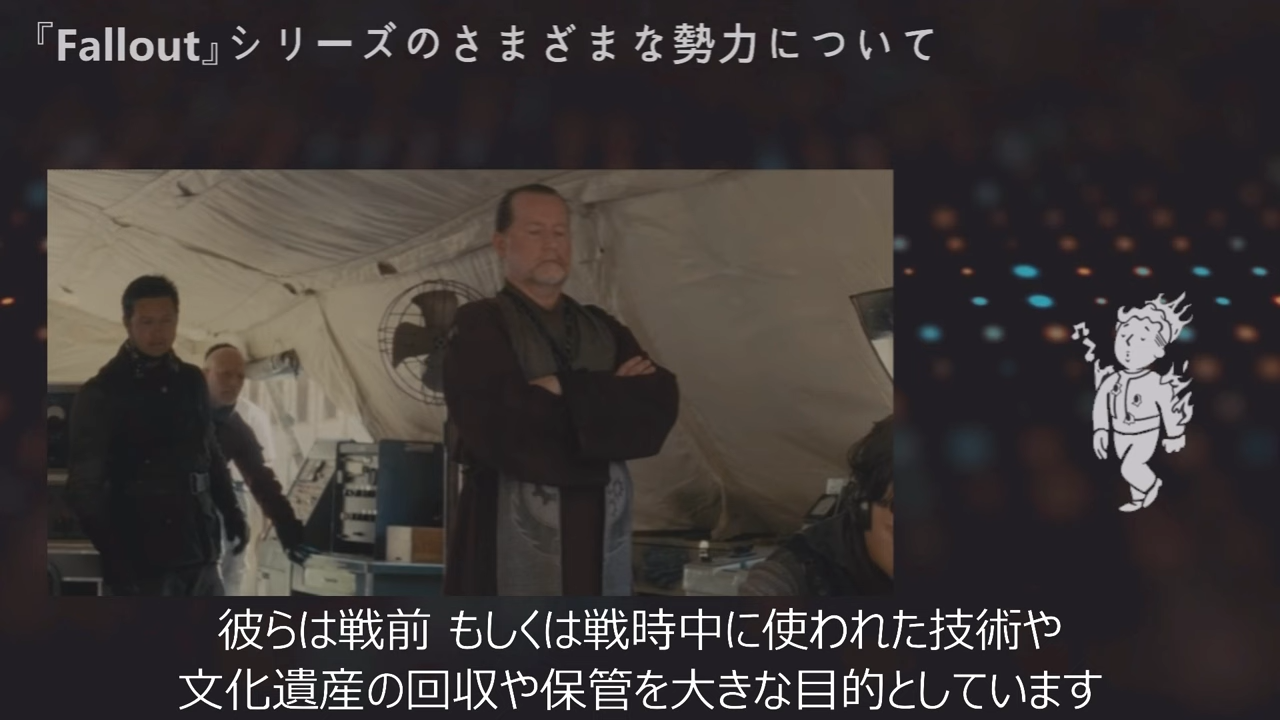 『Fallout』シリーズのさまざまな勢力について
彼らは戦前 もしくは戦時中に使われた技術や
文化遺産の回収や保管を大きな目的としています